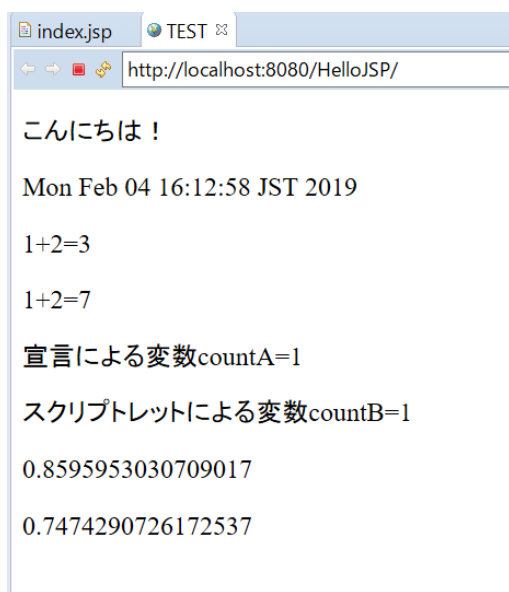 index.jsp TEST
http://localhost:8080/HelloJSP/
こんにちは！
Mon Feb 04 16:12:58 JST 2019
1+2=3
1+2=7
宣言による変数countA=1
スクリプトレットによる変数countB=1
0.8595953030709017
0.7474290726172537